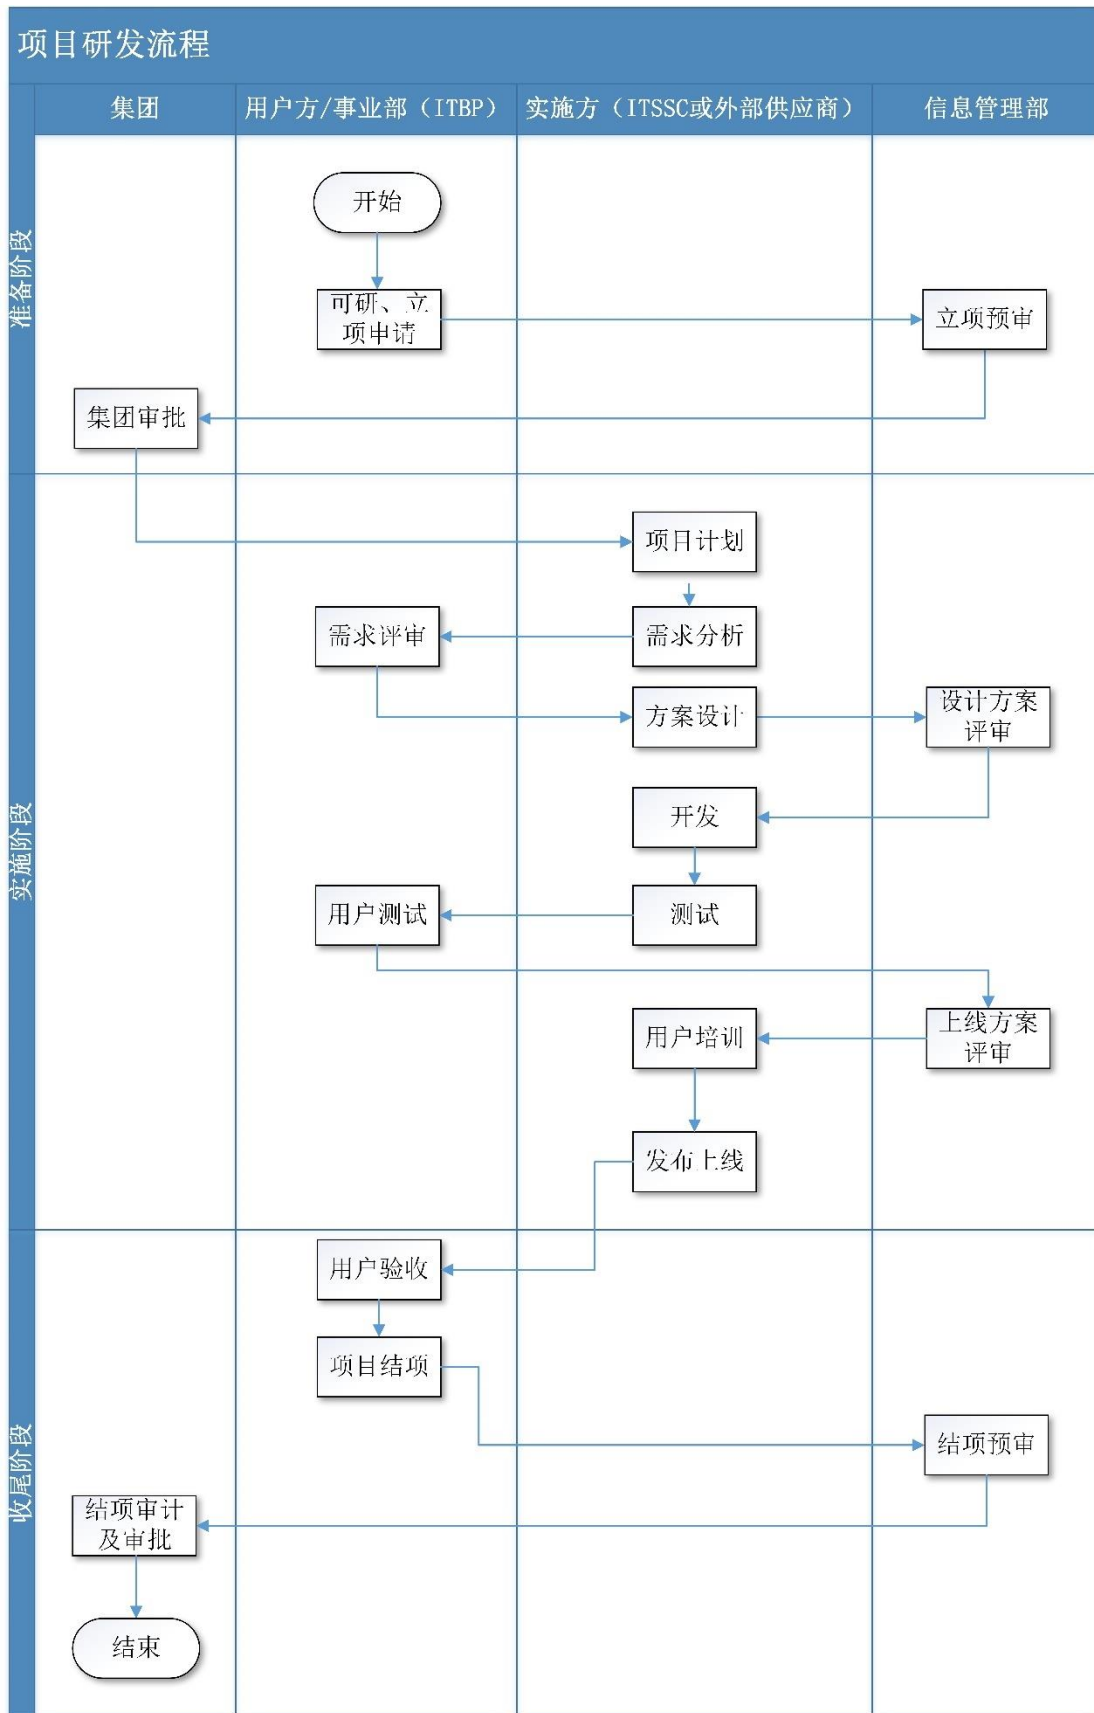 项目研发流程
集团
用户方/事业部（ITBP）
实施方（ITSSC或外部供应商）
信息管理部
准备阶段
开始
可研、立
项申请
立项预审
集团审批
实施阶段
项目计划
需求评审
需求分析
方案设计
设计方案
评审
开发
用户测试
测试
用户培训
上线方案
评审
发布上线
收尾阶段
用户验收
项目结项
结项预审
结项审计
及审批
结束